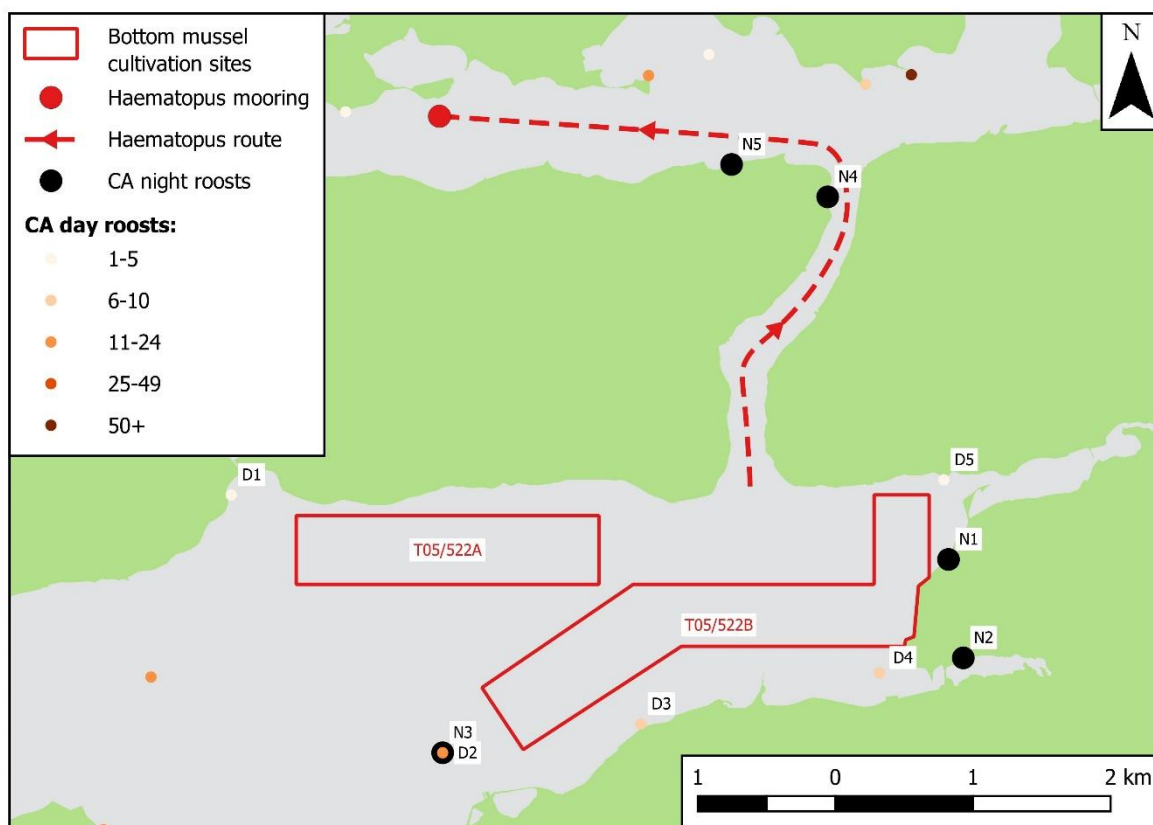 Bottom mussel
cultivation sites
Haematopus mooring
Haematopus route
CA night roosts
CA day roosts:
1-5
6-10
11-24
25-49
50+
N
N5
N4
D1
D5
T05/522A
N1
T05/522B
D4
N2
D3
N3
D2
1 0 1 2 km